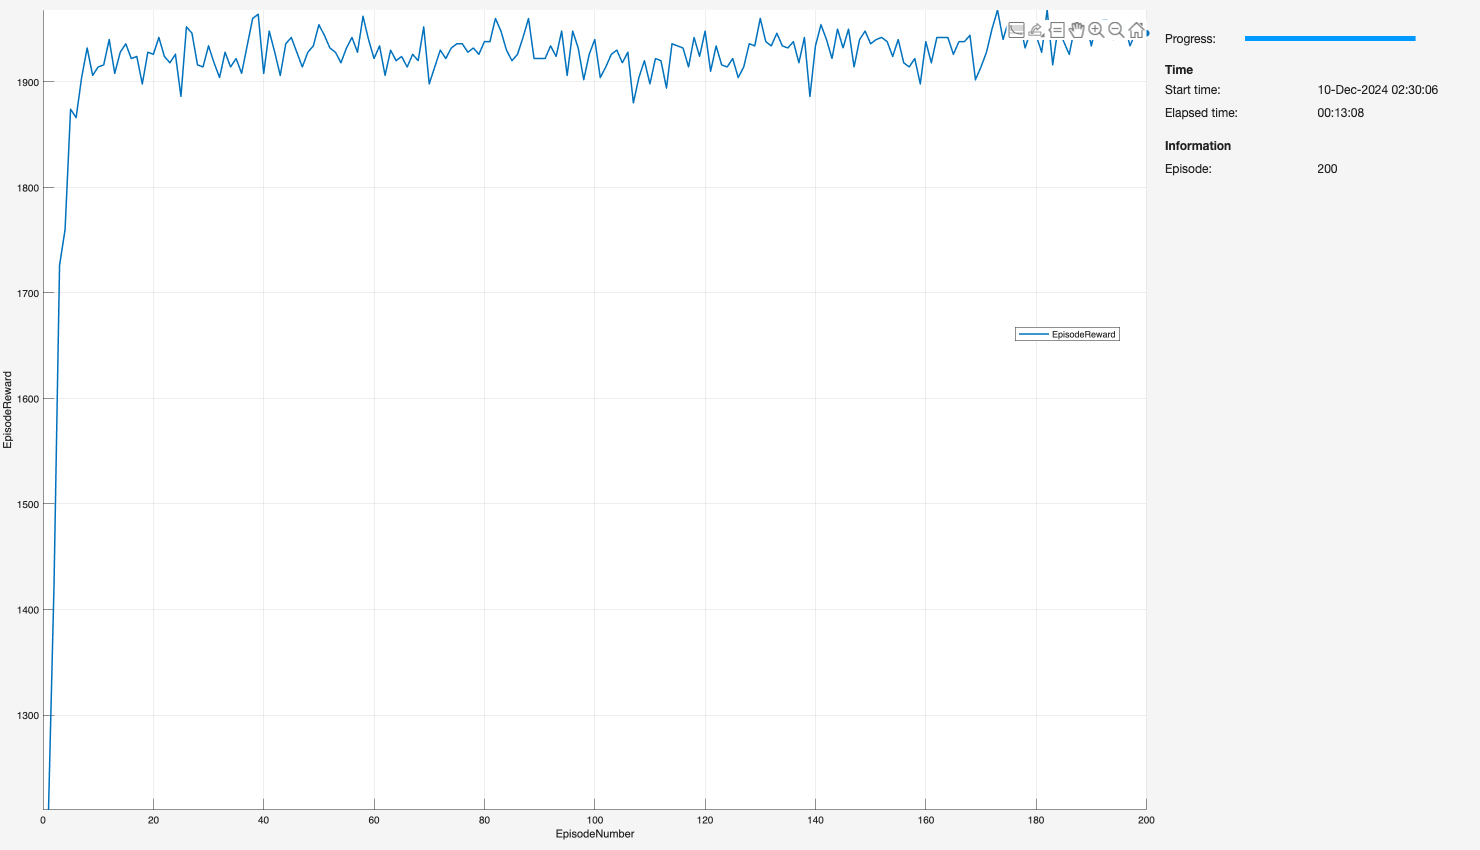 1900
1800
1700
1600
1500
1400
1300
EpisodeReward
0 20 40 60 80 100 120 140 160 180 200
EpisodeNumber
EpisodeReward
Progress:
Time
Start time: 10-Dec-2024 02:30:06
Elapsed time: 00:13:08
Information
Episode: 200